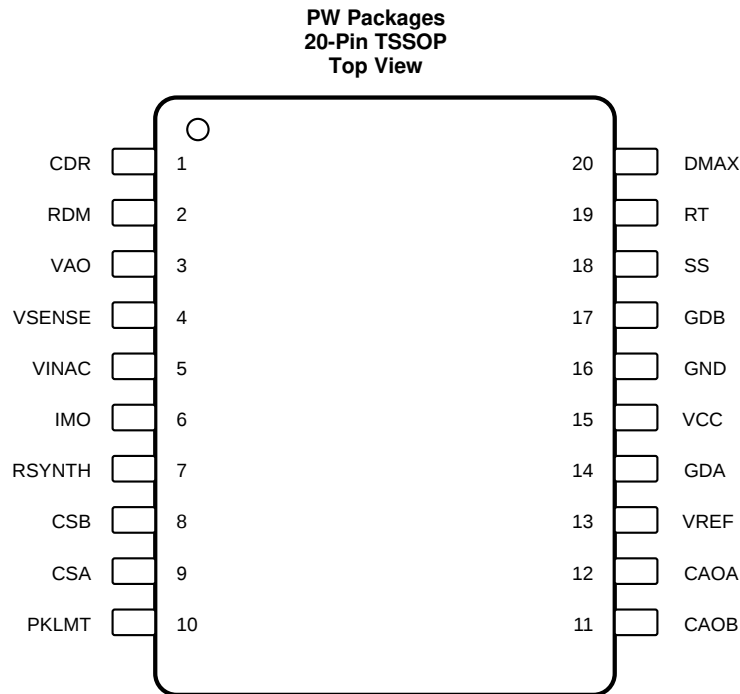 PW Packages
20-Pin TSSOP
Top View
CDR 1 20 DMAX
RDM 2 19 RT
VAO 3 18 SS
VSENSE 4 17 GDB
VINAC 5 16 GND
IMO 6 15 VCC
RSYNTH 7 14 GDA
CSB 8 13 VREF
CSA 9 12 CAOA
PKLMT 10 11 CAOB